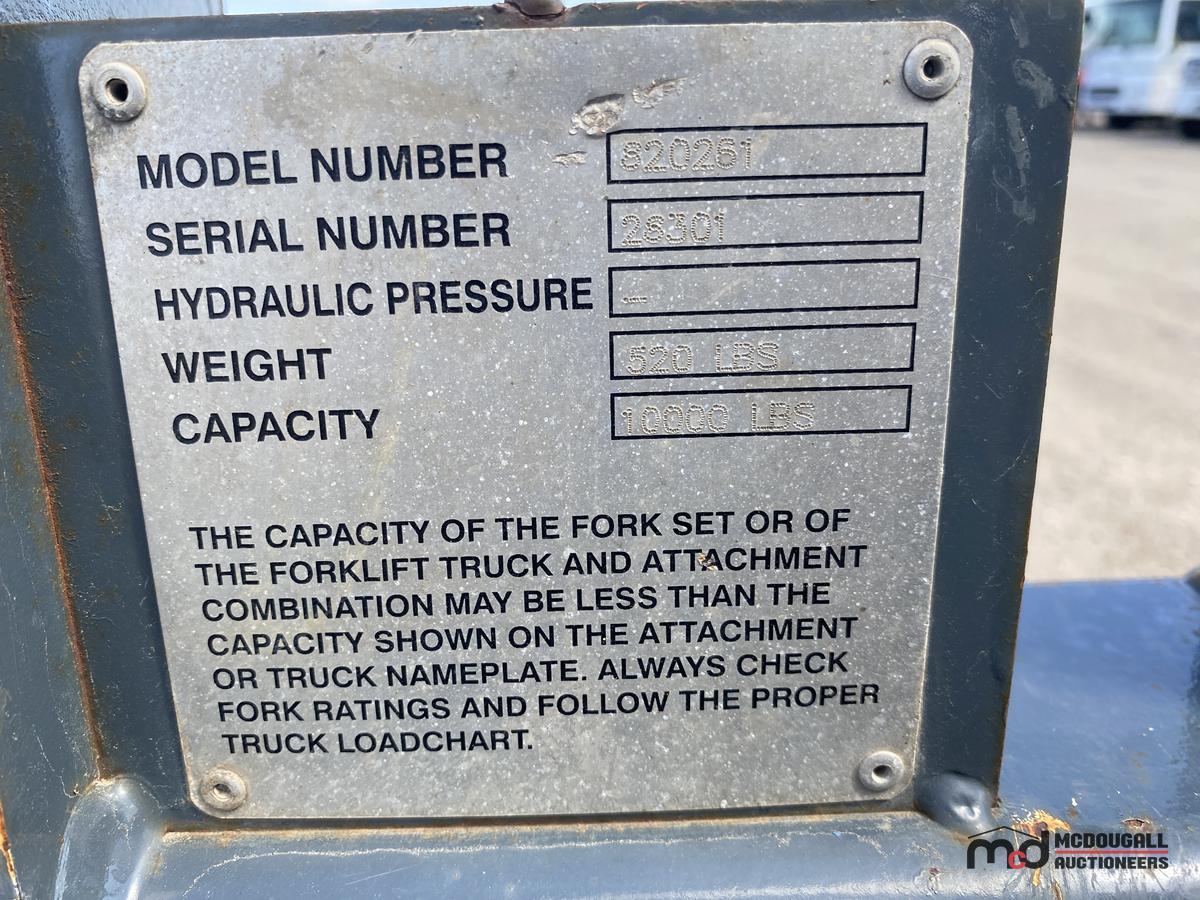 MODEL NUMBER 820261
SERIAL NUMBER 26301
HYDRAULIC PRESSURE —
WEIGHT 520 LBS
CAPACITY 10000 LBS
THE CAPACITY OF THE FORK SET OR OF
THE FORKLIFT TRUCK AND ATTACHMENT
COMBINATION MAY BE LESS THAN THE
CAPACITY SHOWN ON THE ATTACHMENT
OR TRUCK NAMEPLATE. ALWAYS CHECK
FORK RATINGS AND FOLLOW THE PROPER
TRUCK LOADCHART.
mcd MCDOUGALL
AUCTIONEERS